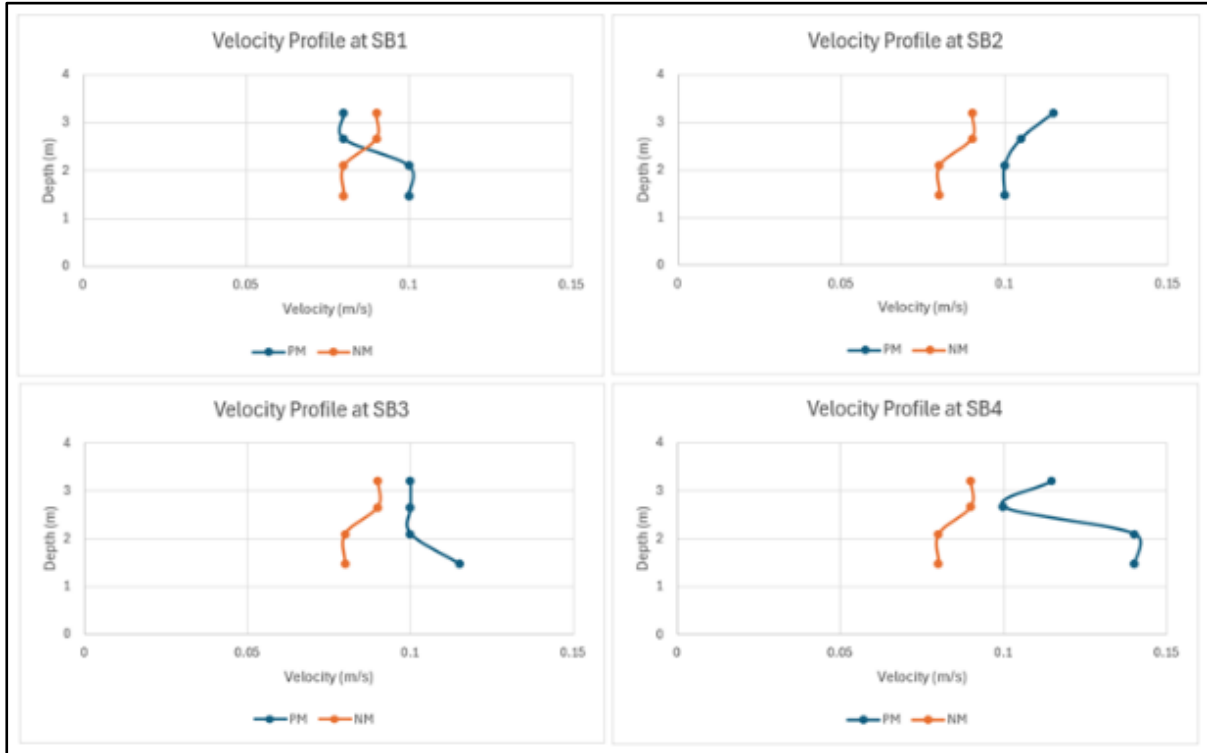 Velocity Profile at SB1
4
3
2
1
0
Depth (m)
0 0.05 0.1 0.15
Velocity (m/s)
PM NM
Velocity Profile at SB2
4
3
2
1
0
Depth (m)
0 0.05 0.1 0.15
Velocity (m/s)
PM NM
Velocity Profile at SB3
4
3
2
1
0
Depth (m)
0 0.05 0.1 0.15
Velocity (m/s)
PM NM
Velocity Profile at SB4
4
3
2
1
0
Depth (m)
0 0.05 0.1 0.15
Velocity (m/s)
PM NM